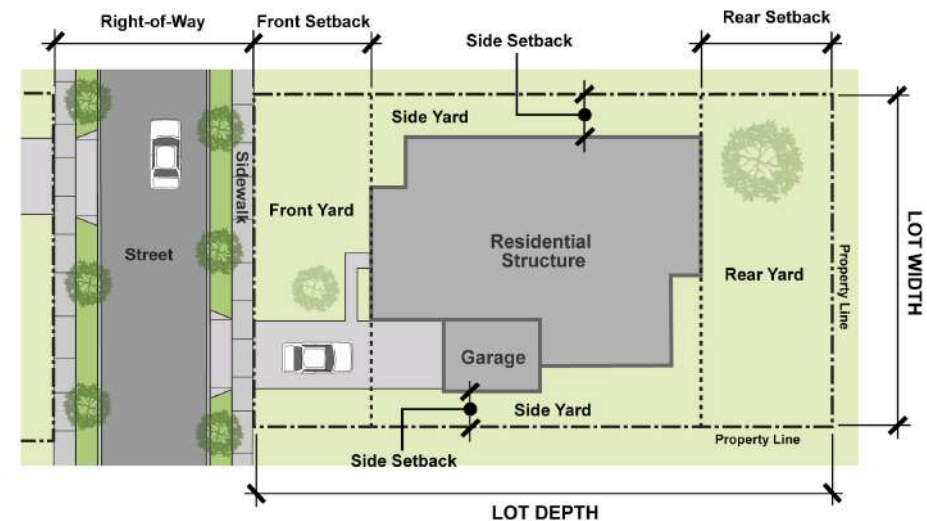 Right-of-Way
Front Setback
Rear Setback
Side Setback
Side Yard
Sidewalk
Front Yard
Street
Residential
Structure
Rear Yard
Property Line
LOT WIDTH
Garage
Side Yard
Property Line
Side Setback
LOT DEPTH